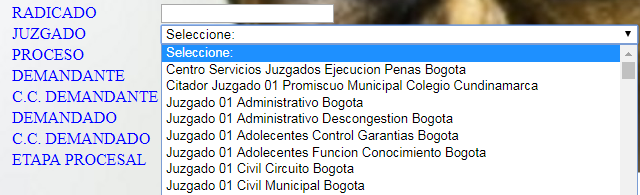 RADICADO
JUZGADO Seleccione:
PROCESO Seleccione:
DEMANDANTE Centro Servicios Juzgados Ejecucion Penas Bogota
C.C. DEMANDANTE Citador Juzgado 01 Promiscuo Municipal Colegio Cundinamarca
Juzgado 01 Administrativo Bogota
DEMANDADO Juzgado 01 Administrativo Descongestion Bogota
C.C. DEMANDADO Juzgado 01 Adolecentes Control Garantias Bogota
ETAPA PROCESAL Juzgado 01 Adolecentes Funcion Conocimiento Bogota
Juzgado 01 Civil Circuito Bogota
Juzgado 01 Civil Municipal Bogota